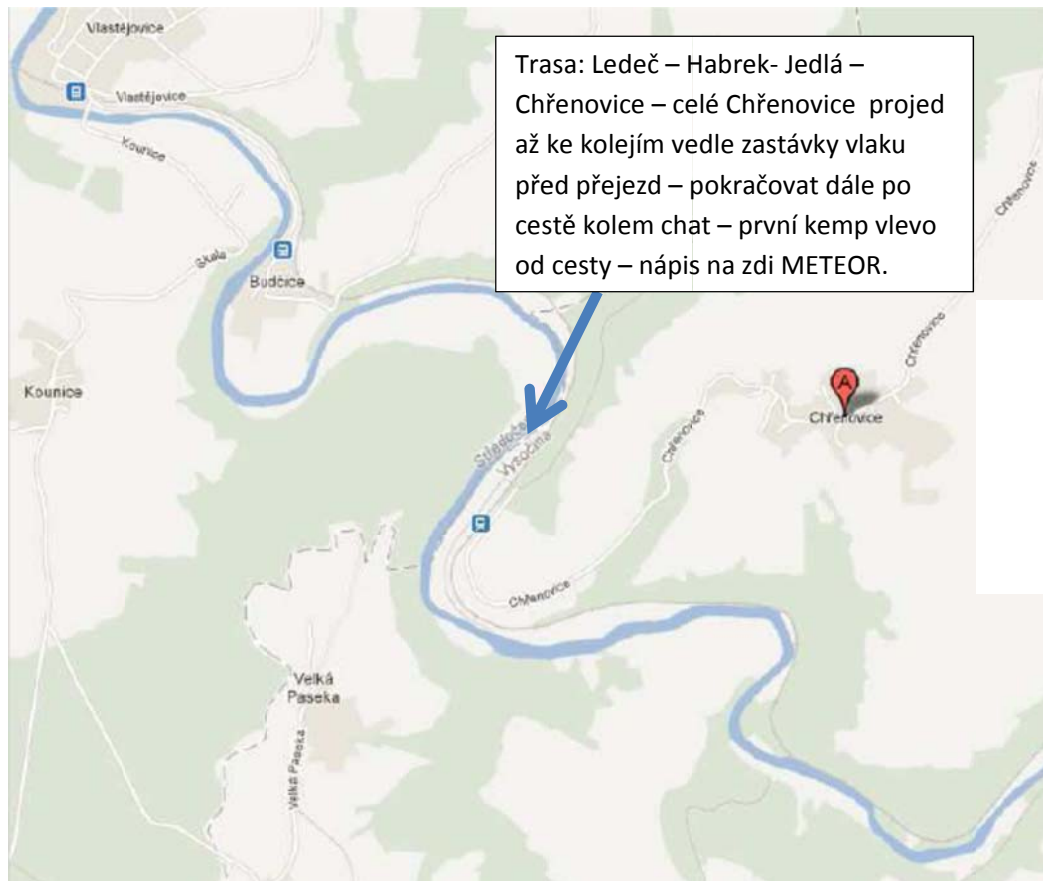 Vlastějovice
Trasa: Ledeč – Habrek- Jedlá –
Chřenovice – celé Chřenovice projed
až ke kolejím vedle zastávky vlaku
před přejezd – pokračovat dále po
cestě kolem chat – první kemp vlevo
od cesty – nápis na zdi METEOR.
Vlastějovice
Kounice
Chřenovice
Skala
Budčice
Chřenovice
Kounice
A
Chřenovice
Chřenovice
Vysočina
Chřenovice
Velká
Paseka
Velká Paseka